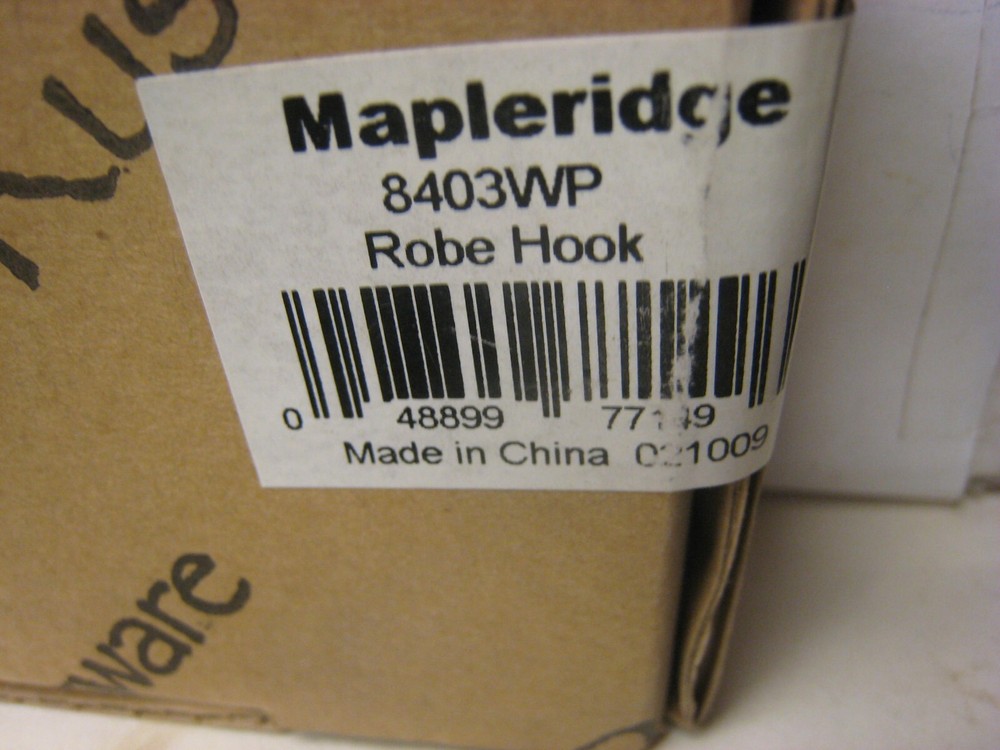 Mapleridge
8403WP
Robe Hook
0 48899
Made in China
ware